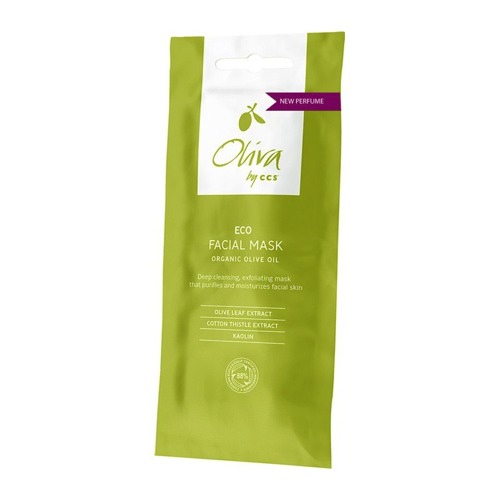 NEW PERFUME
Oliva
by CCS
ECO
FACIAL MASK
ORGANIC OLIVE OIL
Deep cleansing, exfoliating mask
that purifies and moisturizes facial skin
OLIVE LEAF EXTRACT
COTTON THISTLE EXTRACT
KAOLIN
88%